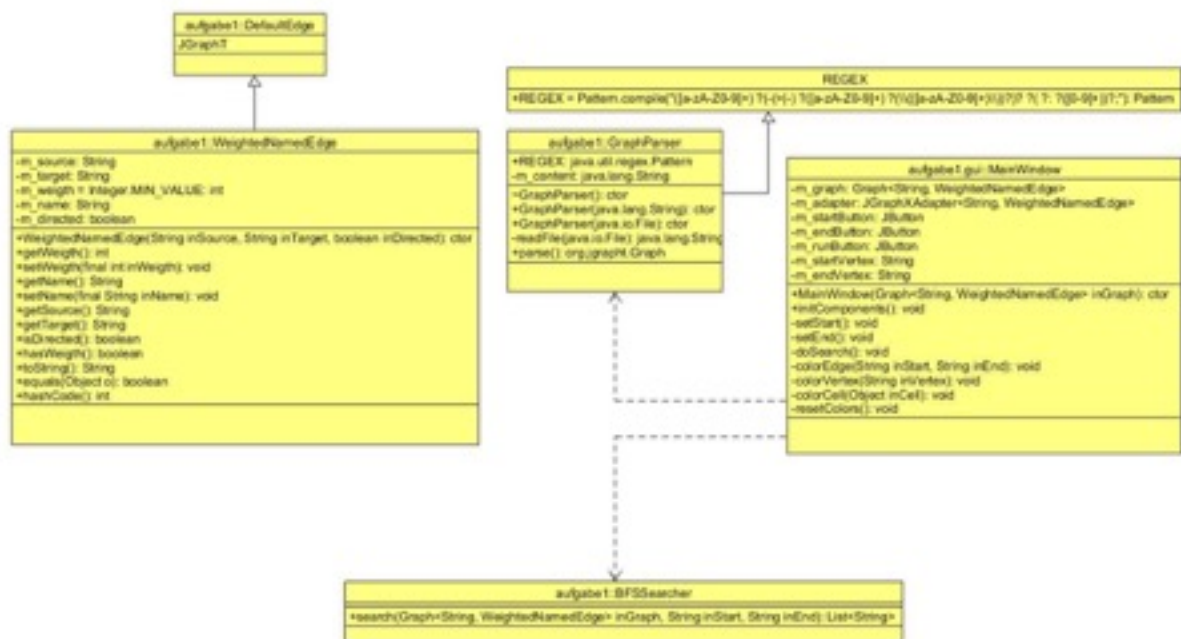 aufgabe1::DefaultEdge
JGraphT
REGEX
+REGEX = Pattern.compile("([a-zA-Z0-9]+) ?(-(>|-)
aufgabe1::WeightedNamedEdge
-m_source: String
-m_target: String
-m_weigth = Integer.MIN_VALUE: int
-m_name: String
-m_directed: boolean
+WeightedNamedEdge(String inSource, String inTarget, boolean inDirected): ctor
+getWeigth(): int
+setWeigth(final int inWeigth): void
+getName(): String
+setName(final String inName): void
+getSource(): String
+getTarget(): String
+isDirected(): boolean
+hasWeigth(): boolean
+toString(): String
+equals(Object o): boolean
+hashCode(): int
aufgabe1::GraphParser
+REGEX: java.util.regex.Pattern
-m_content: java.lang.String
-GraphParser(): ctor
+GraphParser(java.lang.String): ctor
+GraphParser(java.io.File): ctor
-readFile(java.io.File): java.lang.String
+parse(): org.jgrapht.Graph
aufgabe1.gui::MainWindow
-m_graph: Graph<String, WeightedNamedEdge>
-m_adapter: JGraphXAdapter<String, WeightedNamedEdge>
-m_startButton: JButton
-m_endButton: JButton
-m_runButton: JButton
-m_startVertex: String
-m_endVertex: String
+MainWindow(Graph<String, WeightedNamedEdge> inGraph): ctor
+initComponents(): void
-setStart(): void
-setEnd(): void
-doSearch(): void
-colorEdge(String inStart, String inEnd): void
-colorVertex(String inVertex): void
-colorCell(Object inCell): void
-resetColors(): void
aufgabe1::BFSSearcher
+search(Graph<String, WeightedNamedEdge> inGraph, String inStart, String inEnd): List<String>